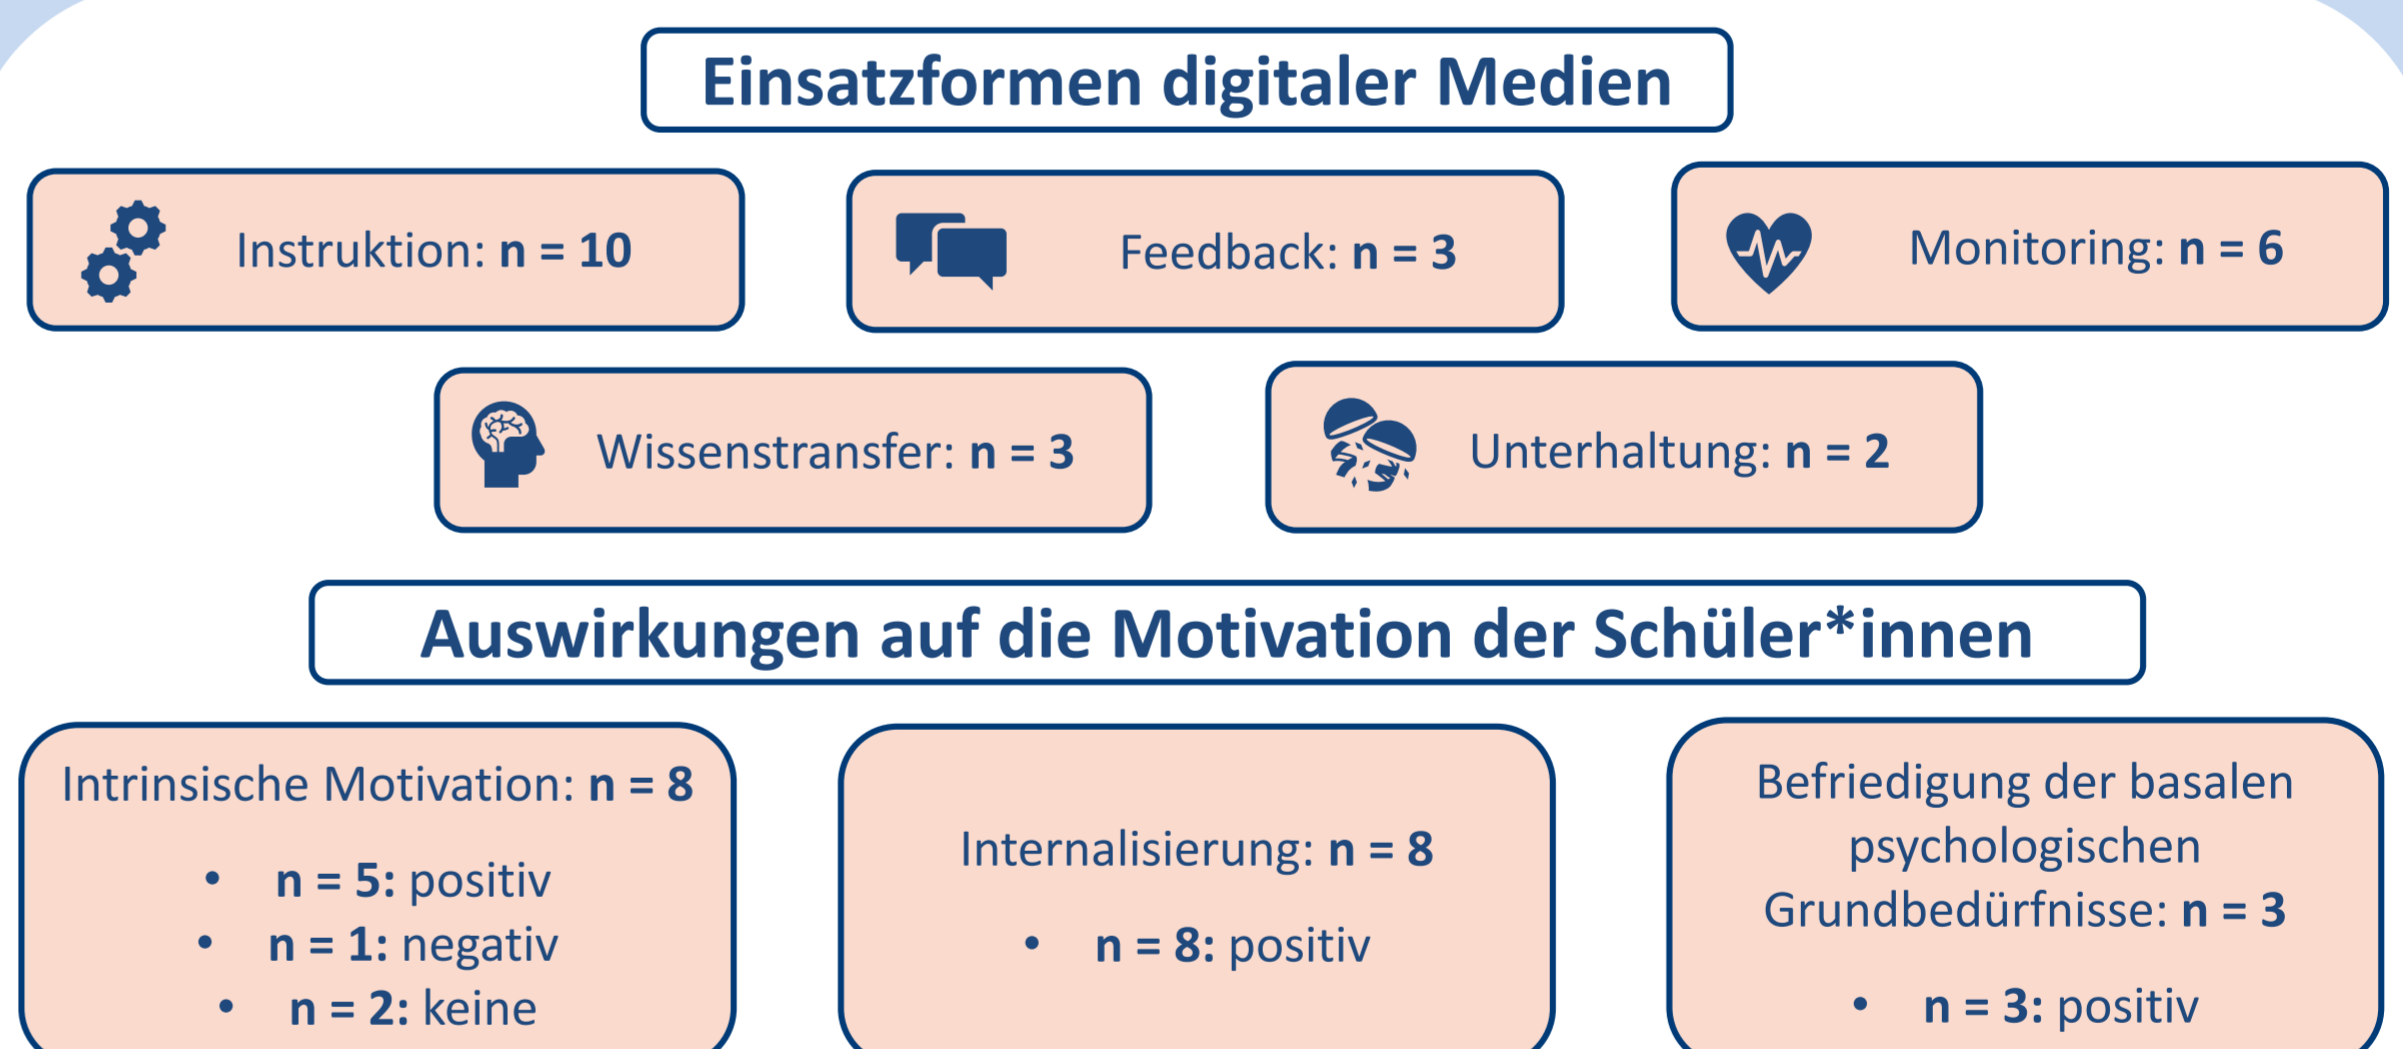 Einsatzformen digitaler Medien
Instruktion: n = 10
Feedback: n = 3
Monitoring: n = 6
Wissenstransfer: n = 3
Unterhaltung: n = 2
Auswirkungen auf die Motivation der Schüler*innen
Intrinsische Motivation: n = 8
• n = 5: positiv
• n = 1: negativ
• n = 2: keine
Internalisierung: n = 8
• n = 8: positiv
Befriedigung der basalen
psychologischen
Grundbedürfnisse: n = 3
• n = 3: positiv